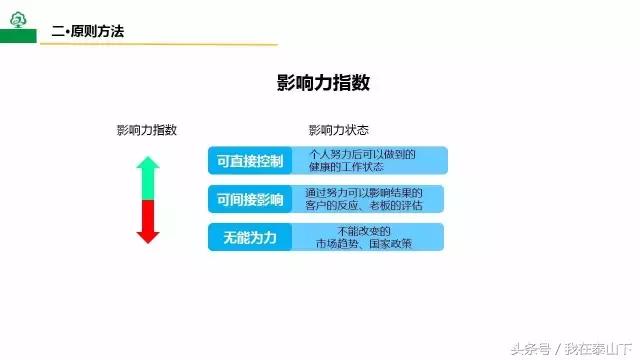 二•原则方法
影响力指数
影响力指数
影响力状态
可直接控制
个人努力后可以做到的
健康的工作状态
可间接影响
通过努力可以影响结果的
客户的反应、老板的评估
无能为力
不能改变的
市场趋势、国家政策
头条号 / 我在泰山下